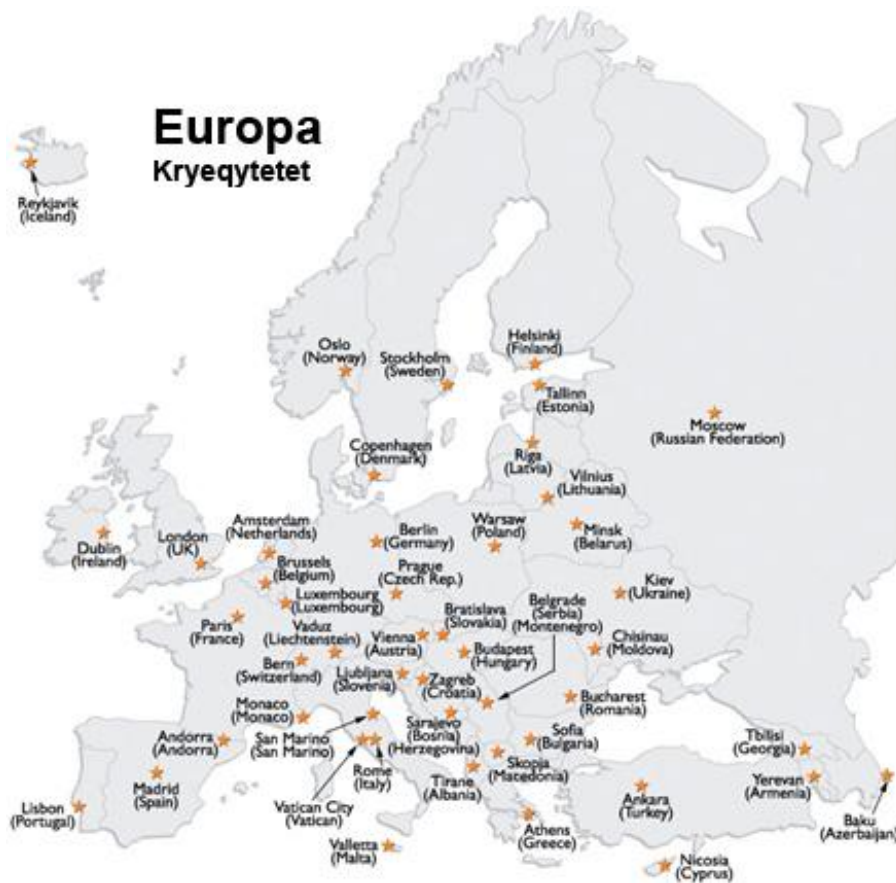 Europa
Kryeqytetet
Reykjavik
(Iceland)
Oslo
(Norway)
Stockholm
(Sweden)
Helsinki
(Finland)
Tallinn
(Estonia)
Moscow
(Russian Federation)
Copenhagen
(Denmark)
Riga
(Latvia)
Vilnius
(Lithuania)
Minsk
(Belarus)
Dublin
(Ireland)
London
(UK)
Amsterdam
(Netherlands)
Berlin
(Germany)
Warsaw
(Poland)
Brussels
(Belgium)
Prague
(Czech Rep.)
Luxembourg
(Luxembourg)
Kiev
(Ukraine)
Paris
(France)
Vaduz
(Liechtenstein)
Vienna
(Austria)
Bratislava
(Slovakia)
Belgrade
(Serbia)
(Montenegro)
Chisinau
(Moldova)
Bern
(Switzerland)
Budapest
(Hungary)
Ljubljana
(Slovenia)
Zagreb
(Croatia)
Bucharest
(Romania)
Monaco
(Monaco)
Andorra
(Andorra)
San Marino
(San Marino)
Sarajevo
(Bosnia)
(Herzegovina)
Sofia
(Bulgaria)
Tbilisi
(Georgia)
Madrid
(Spain)
Rome
(Italy)
Skopja
(Matedonia)
Tirane
(Albania)
Yerevan
(Armenia)
Lisbon
(Portugal)
Vatican City
(Vatican)
Ankara
(Turkey)
Baku
(Azerbaijan)
Valletta
(Malta)
Athens
(Greece)
Nicosia
(Cyprus)